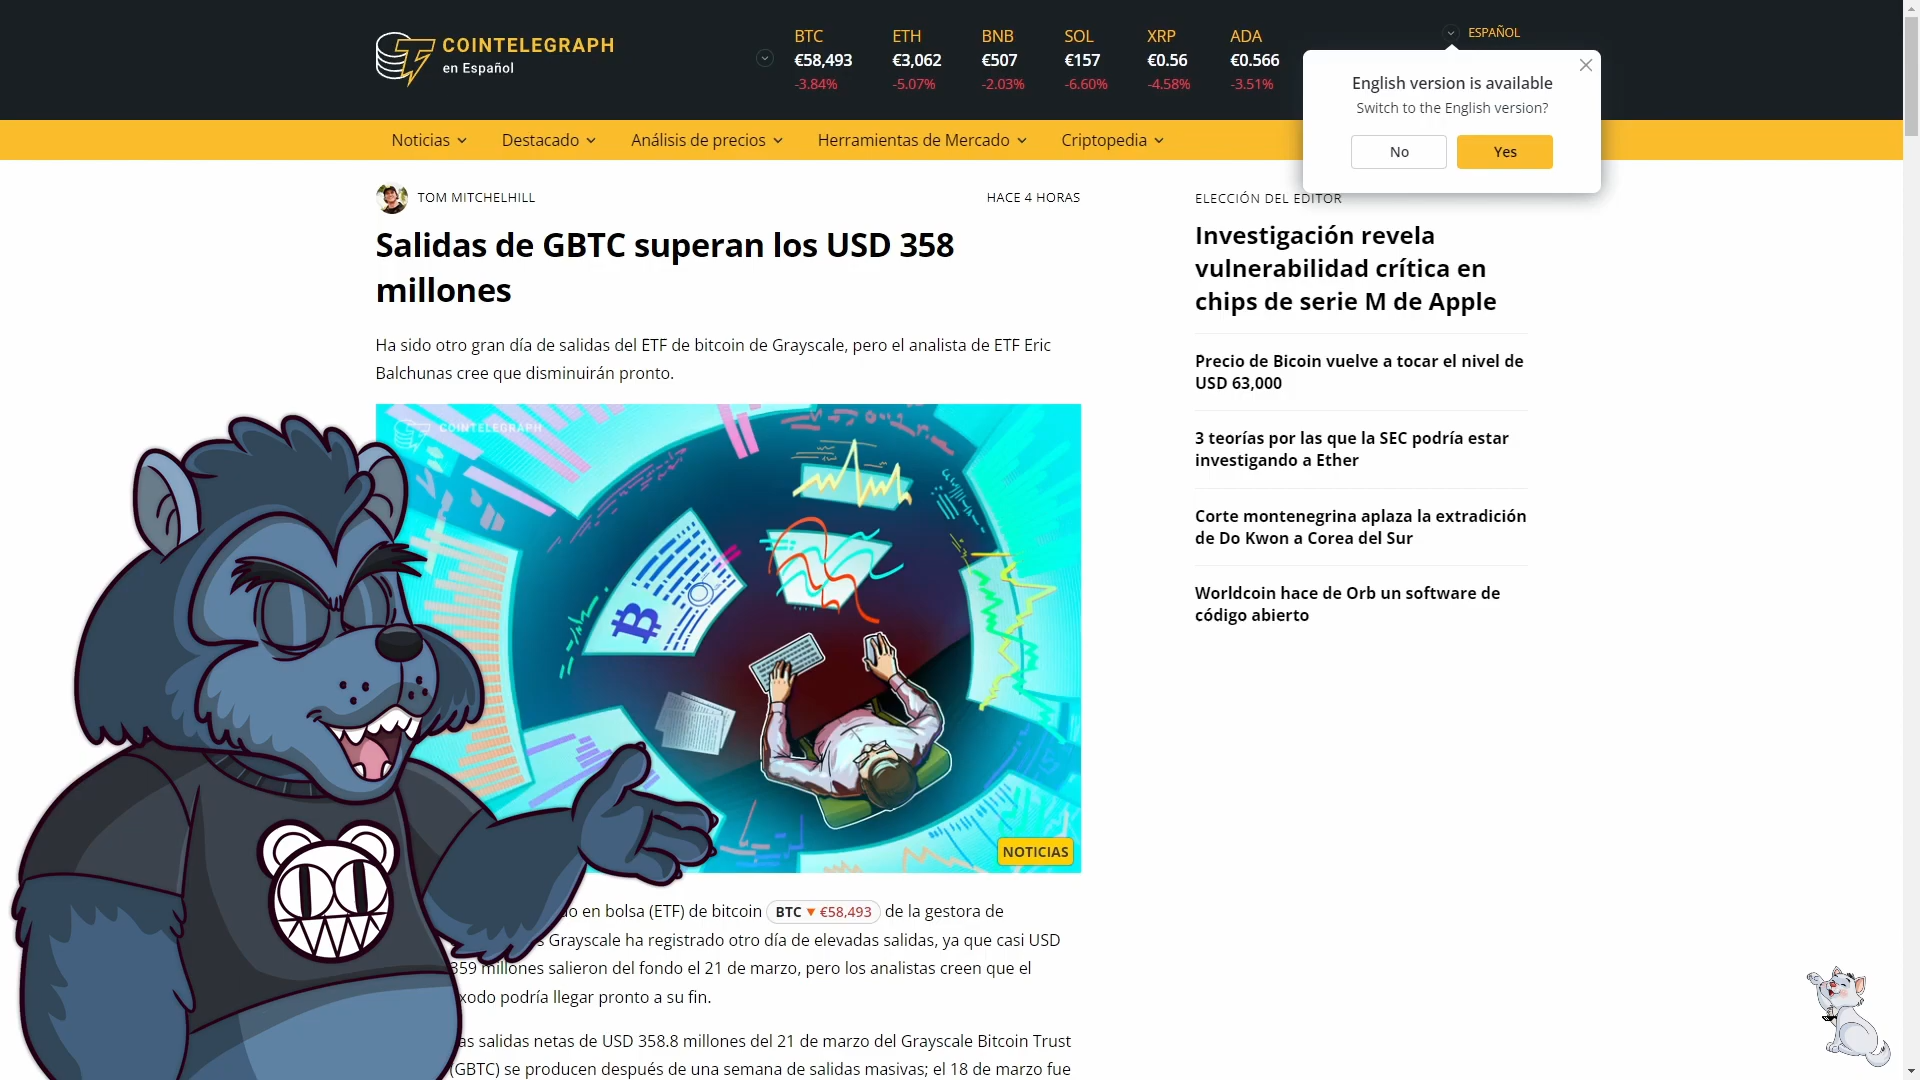 COINTELEGRAPH
en Español
BTC
€58,493
-3.84%
ETH
€3,062
-5.07%
BNB
€507
-2.03%
SOL
€157
-6.60%
XRP
€0.56
-4.58%
ADA
€0.566
-3.51%
ESPAÑOL
English version is available
Switch to the English version?
No
Yes
Noticias
Destacado
Análisis de precios
Herramientas de Mercado
Criptopedia
TOM MITCHELHILL
HACE 4 HORAS
Salidas de GBTC superan los USD 358
millones
Ha sido otro gran día de salidas del ETF de bitcoin de Grayscale, pero el analista de ETF Eric
Balchunas cree que disminuirán pronto.
COINTELEGRAPH
NOTICIAS
en bolsa (ETF) de bitcoin BTC €58,493 de la gestora de
Grayscale ha registrado otro día de elevadas salidas, ya que casi USD
359 millones salieron del fondo el 21 de marzo, pero los analistas creen que el
xodo podría llegar pronto a su fin.
as salidas netas de USD 358.8 millones del 21 de marzo del Grayscale Bitcoin Trust
(GBTC) se producen después de una semana de salidas masivas; el 18 de marzo fue
ELECCIÓN DEL EDITOR
Investigación revela
vulnerabilidad crítica en
chips de serie M de Apple
Precio de Bicoin vuelve a tocar el nivel de
USD 63,000
3 teorías por las que la SEC podría estar
investigando a Ether
Corte montenegrina aplaza la extradición
de Do Kwon a Corea del Sur
Worldcoin hace de Orb un software de
código abierto